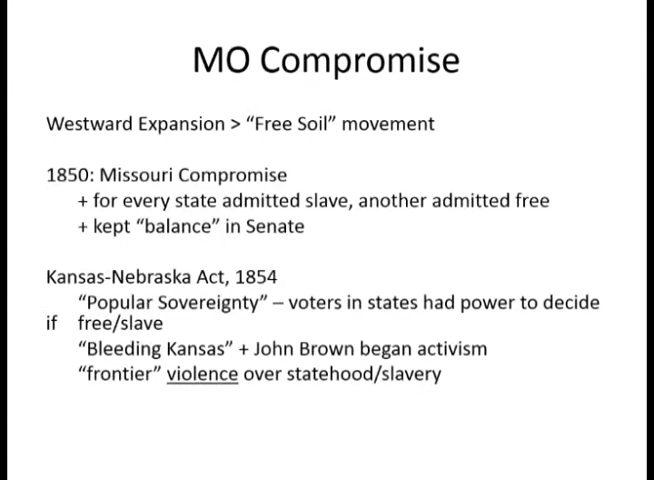 MO Compromise
Westward Expansion > “Free Soil” movement
1850: Missouri Compromise
+ for every state admitted slave, another admitted free
+ kept “balance” in Senate
Kansas-Nebraska Act, 1854
“Popular Sovereignty” – voters in states had power to decide
if free/slave
“Bleeding Kansas” + John Brown began activism
“frontier” violence over statehood/slavery